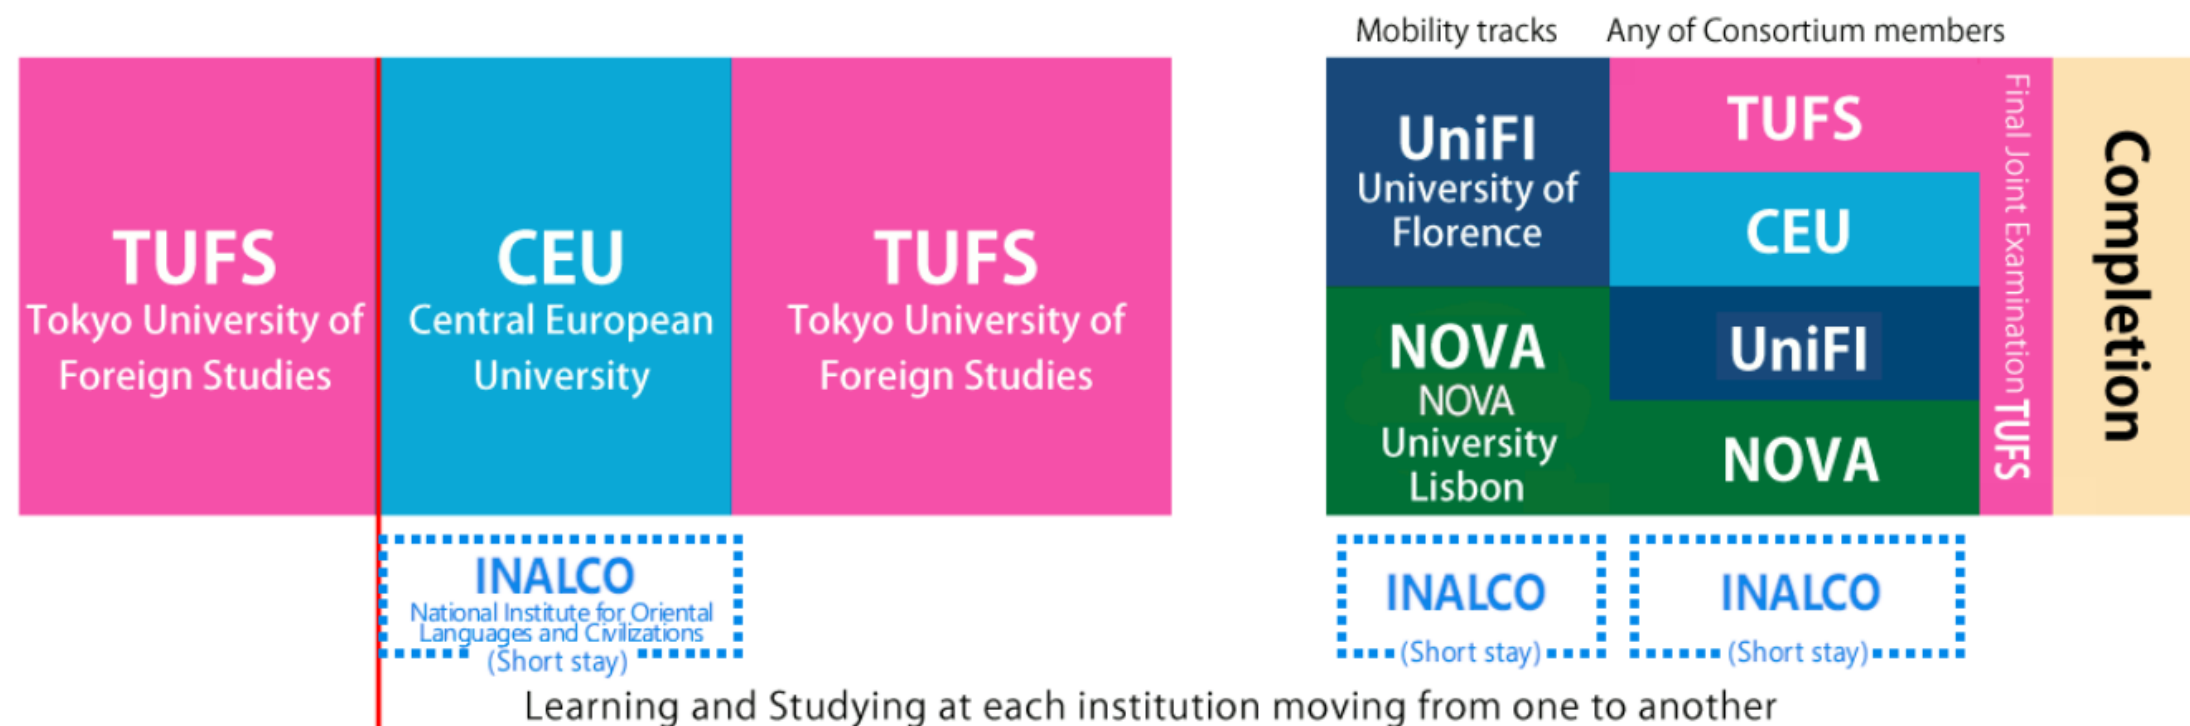 Mobility tracks
Any of Consortium members
TUFS
Tokyo University of
Foreign Studies
CEU
Central European
University
TUFS
Tokyo University of
Foreign Studies
UniFI
University of
Florence
NOVA
NOVA
University
Lisbon
TUFS
CEU
UniFI
NOVA
Final Joint Examination TUFS
Completion
INALCO
National Institute for Oriental
Languages and Civilizations
(Short stay)
INALCO
(Short stay)
INALCO
(Short stay)
Learning and Studying at each institution moving from one to another